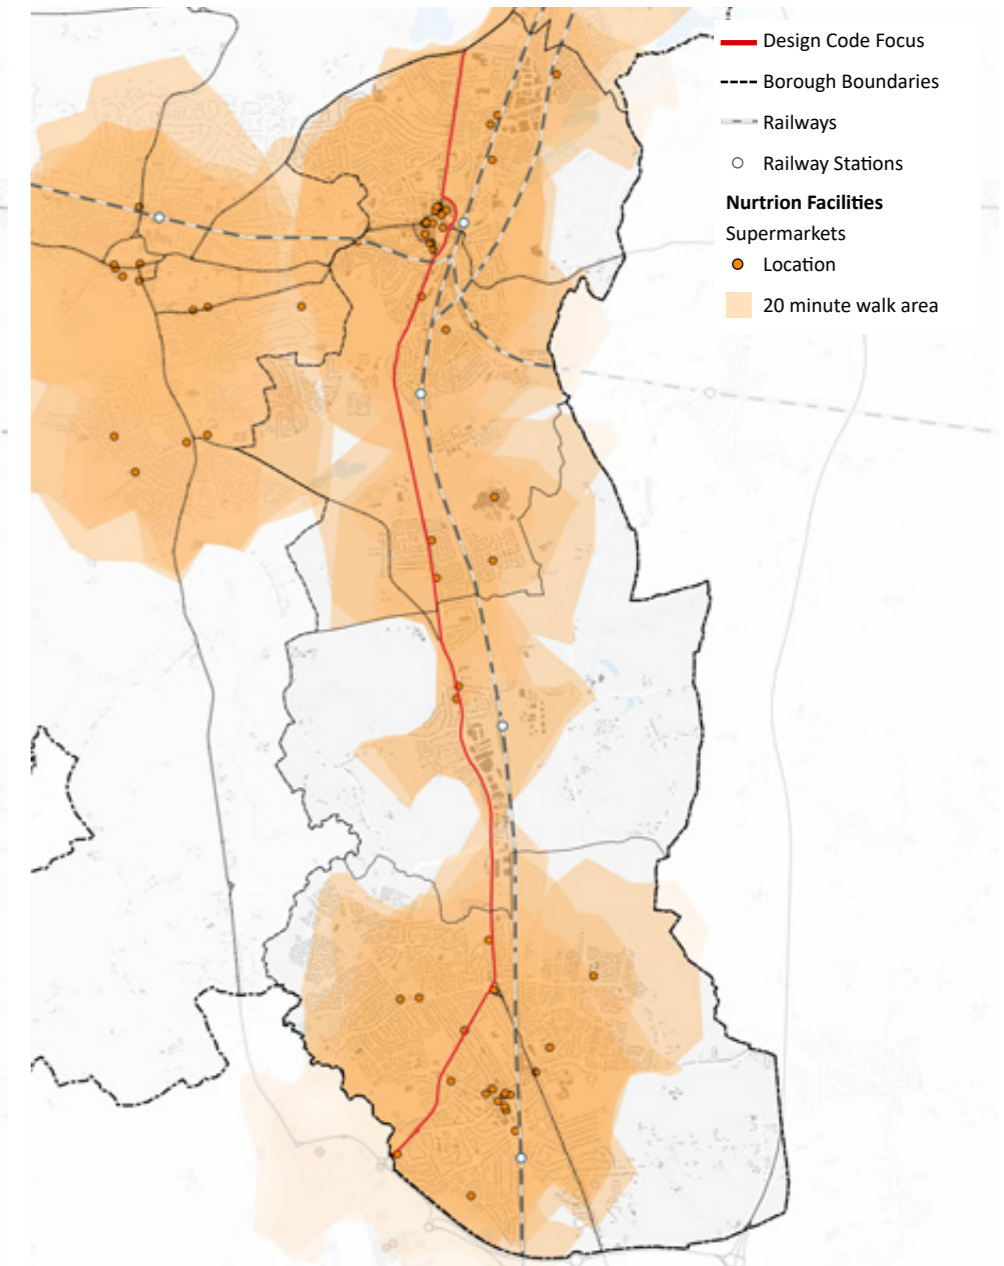 Design Code Focus
Borough Boundaries
Railways
Railway Stations
Nurtrion Facilities
Supermarkets
Location
20 minute walk area